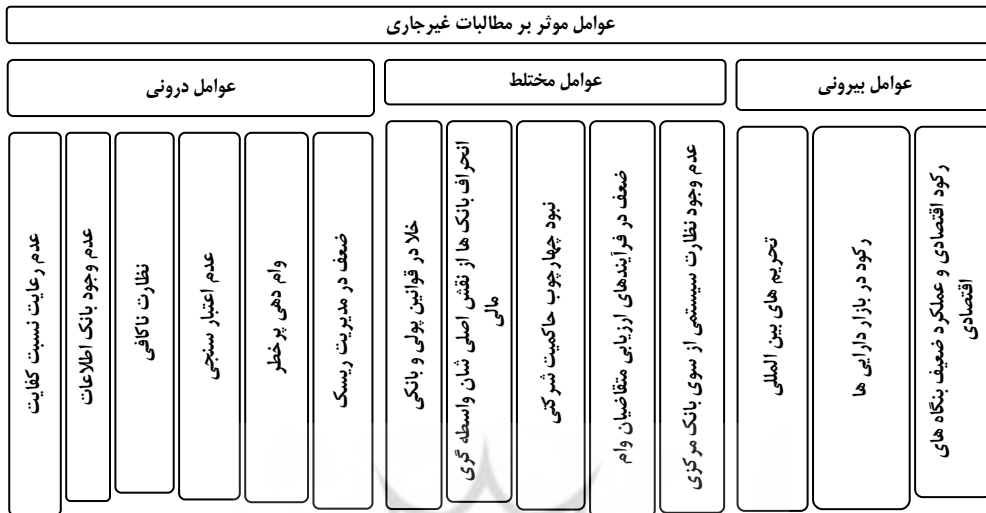 عوامل موثر بر مطالبات غیرجاری
عوامل بیرونی
عوامل مختلط
عوامل درونی
رکود اقتصادی و عملکرد ضعیف بنگاه های
اقتصادی
رکود در بازار دارایی ها
تحریم های بین المللی
عدم وجود نظارت سیستمی از سوی بانک مرکزی
ضعف در فرآیندهای ارزیابی متقاضیان وام
نبود چهارچوب حاکمیت شرکتی
انحراف بانک ها از نقش اصلی شان واسطه گری
مالی
خلا در قوانین پولی و بانکی
ضعف در مدیریت ریسک
وام دهی پرخطر
عدم اعتبار سنجی
نظارت ناکافی
عدم وجود بانک اطلاعات
عدم رعایت نسبت کفایت